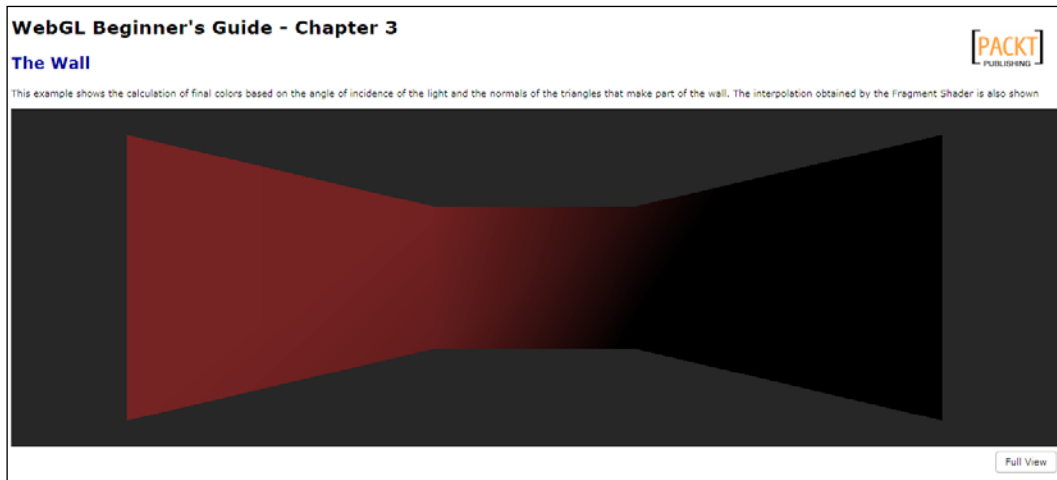 WebGL Beginner's Guide - Chapter 3
[PACKT]
PUBLISHING
The Wall
This example shows the calculation of final colors based on the angle of incidence of the light and the normals of the triangles that make part of the wall. The interpolation obtained by the Fragment Shader is also shown
Full View